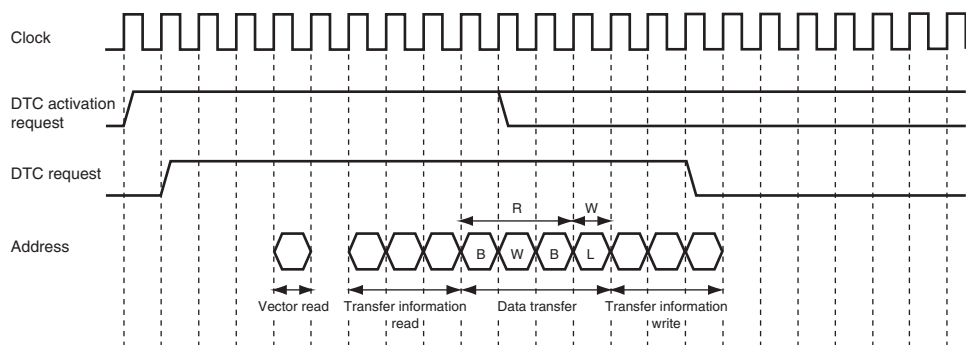 Clock
DTC activation
request
DTC request
R
W
Address
B
W
B
L
Vector read
Transfer information
read
Data transfer
Transfer information
write